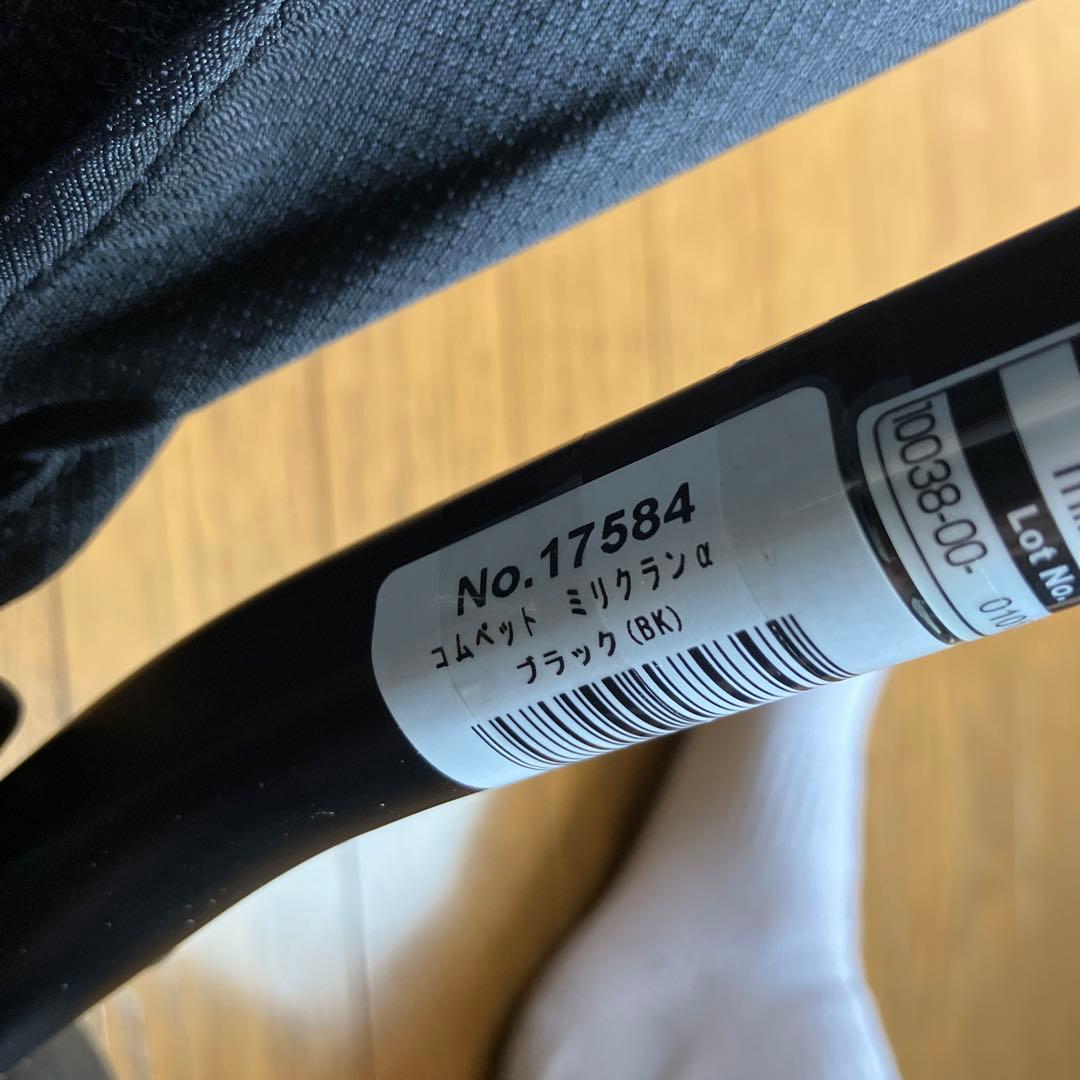 No.17584
コムペット ミリクランα
ブラック(BK)
Lot No.
10038-00-